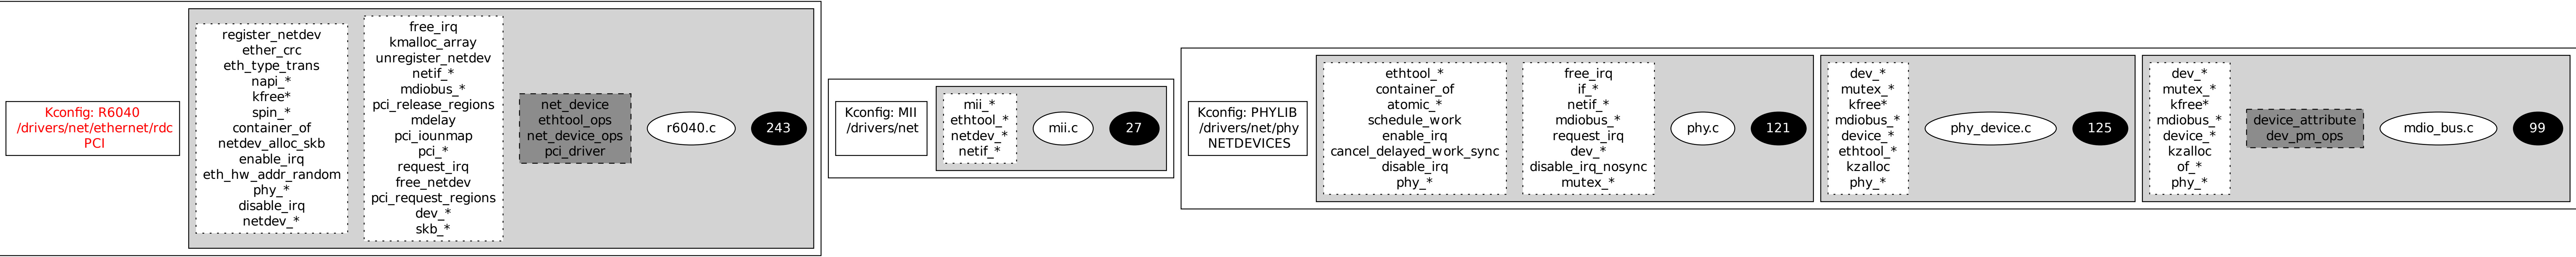 Kconfig: R6040
/drivers/net/ethernet/rdc
PCI
register_netdev
ether_crc
eth_type_trans
napi_*
kfree*
spin_*
container_of
netdev_alloc_skb
enable_irq
eth_hw_addr_random
phy_*
disable_irq
netdev_*
free_irq
kmalloc_array
unregister_netdev
netif_*
mdiobus_*
pci_release_regions
mdelay
pci_iounmap
pci_*
request_irq
free_netdev
pci_request_regions
dev_*
skb_*
net_device
ethtool_ops
net_device_ops
pci_driver
r6040.c
243
Kconfig: MII
/drivers/net
mii_*
ethtool_*
netdev_*
netif_*
mii.c
27
Kconfig: PHYLIB
/drivers/net/phy
NETDEVICES
ethtool_*
container_of
atomic_*
schedule_work
enable_irq
cancel_delayed_work_sync
disable_irq
phy_*
free_irq
if_*
netif_*
mdiobus_*
request_irq
dev_*
disable_irq_nosync
mutex_*
phy.c
121
dev_*
mutex_*
kfree*
mdiobus_*
device_*
ethtool_*
kzalloc
phy_*
phy_device.c
125
dev_*
mutex_*
kfree*
mdiobus_*
device_*
kzalloc
of_*
phy_*
device_attribute
dev_pm_ops
mdio_bus.c
99